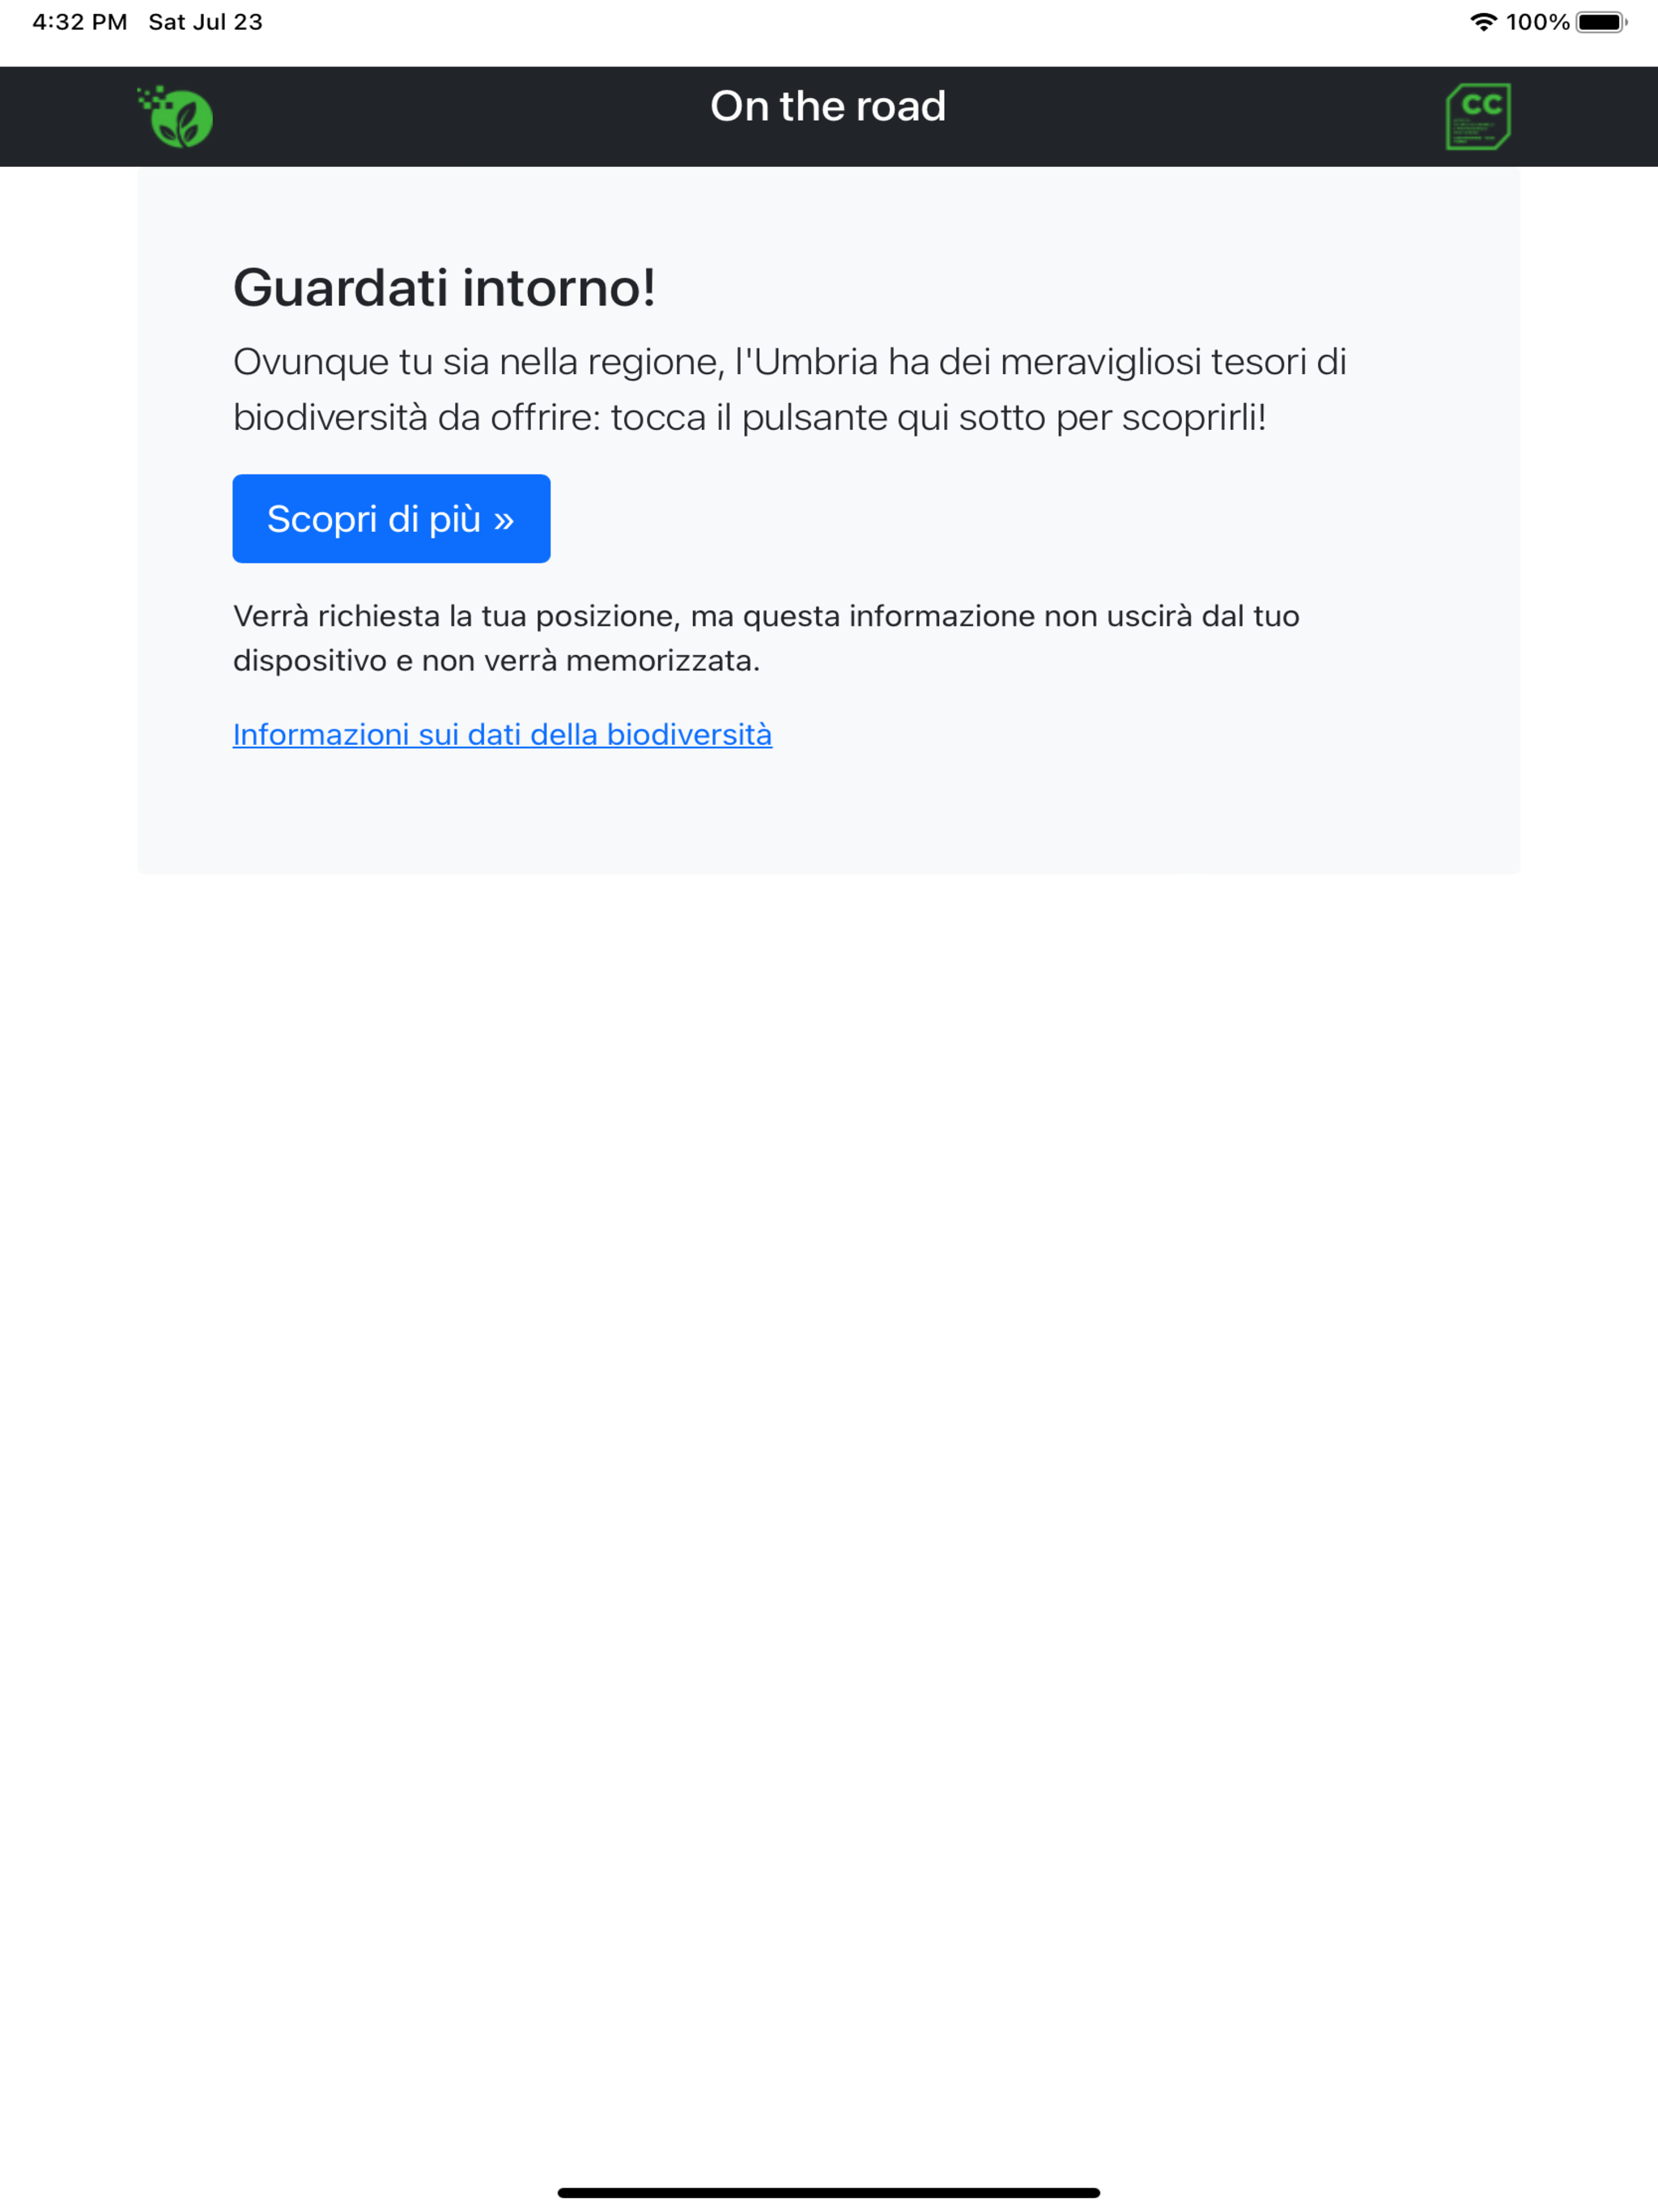 4:32 PM Sat Jul 23 100%
On the road
CC
Guardati intorno!
Ovunque tu sia nella regione, l'Umbria ha dei meravigliosi tesori di
biodiversità da offrire: tocca il pulsante qui sotto per scoprirli!
Scopri di più »
Verrà richiesta la tua posizione, ma questa informazione non uscirà dal tuo
dispositivo e non verrà memorizzata.
Informazioni sui dati della biodiversità